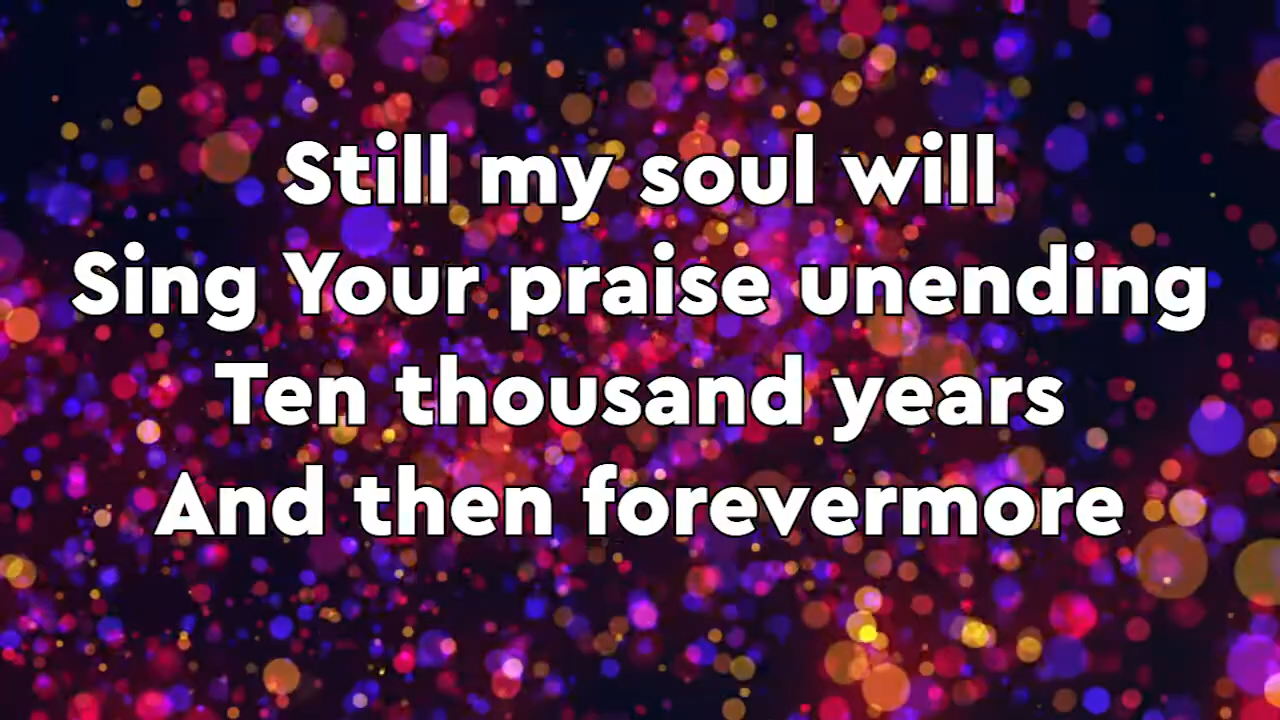 Still my soul will
Sing Your praise unending
Ten thousand years
And then forevermore